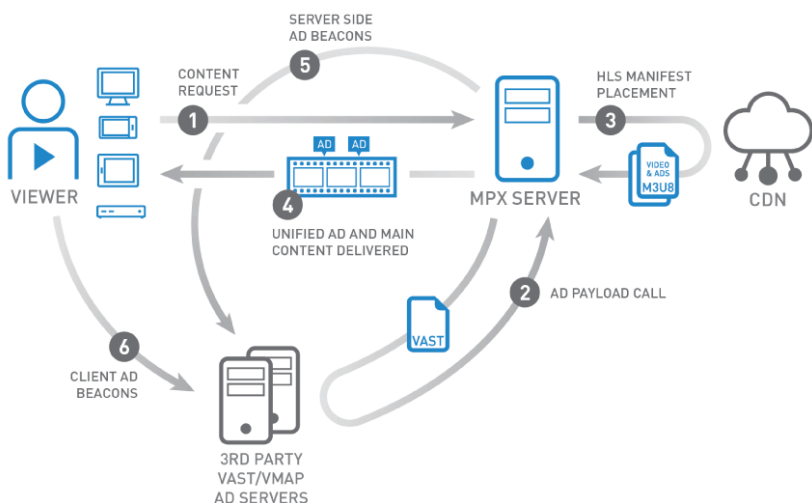 SERVER SIDE
AD BEACONS
5
CONTENT
REQUEST
1
HLS MANIFEST
PLACEMENT
3
AD AD
VIDEO
& ADS
M3U8
VIEWER
MPX SERVER
CDN
4
UNIFIED AD AND MAIN
CONTENT DELIVERED
2
AD PAYLOAD CALL
VAST
6
CLIENT AD
BEACONS
3RD PARTY
VAST/VMAP
AD SERVERS